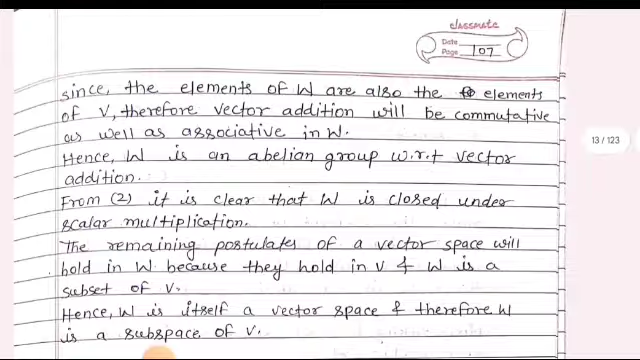 classmate
Date
Page 107
since, the elements of W are also the elements
of V, therefore vector addition will be commutative
as well as associative in W.
Hence, W is an abelian group w.r.t vector
addition.
From (2) it is clear that W is closed under
scalar multiplication.
The remaining postulates of a vector space will
hold in W because they hold in V & W is a
subset of V.
Hence, W is itself a vector space & therefore W
is a subspace of V.
13 / 123